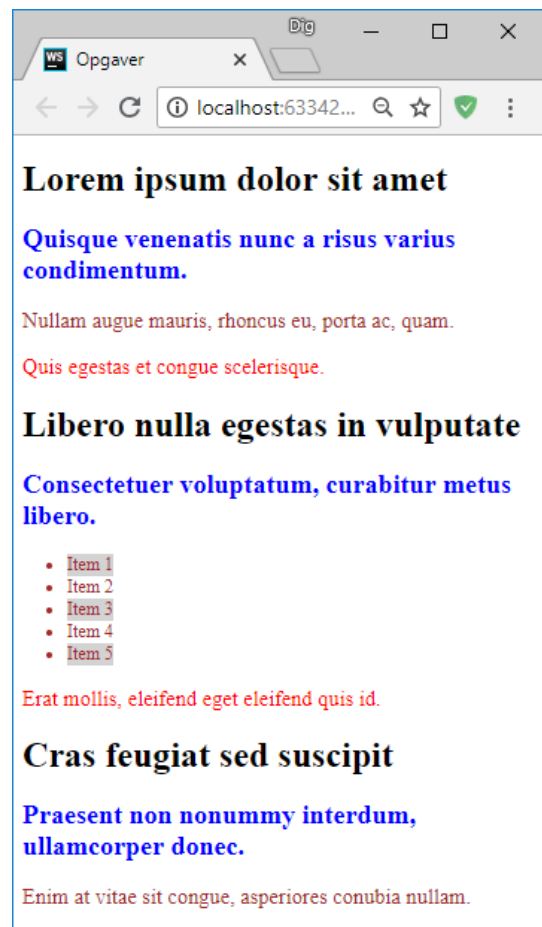 Dig
WS Opgaver
localhost:63342...
Lorem ipsum dolor sit amet
Quisque venenatis nunc a risus varius
condimentum.
Nullam augue mauris, rhoncus eu, porta ac, quam.
Quis egestas et congue scelerisque.
Libero nulla egestas in vulputate
Consectetuer voluptatum, curabitur metus
libero.
Item 1
Item 2
Item 3
Item 4
Item 5
Erat mollis, eleifend eget eleifend quis id.
Cras feugiat sed suscipit
Praesent non nonummy interdum,
ullamcorper donec.
Enim at vitae sit congue, asperiores conubia nullam.